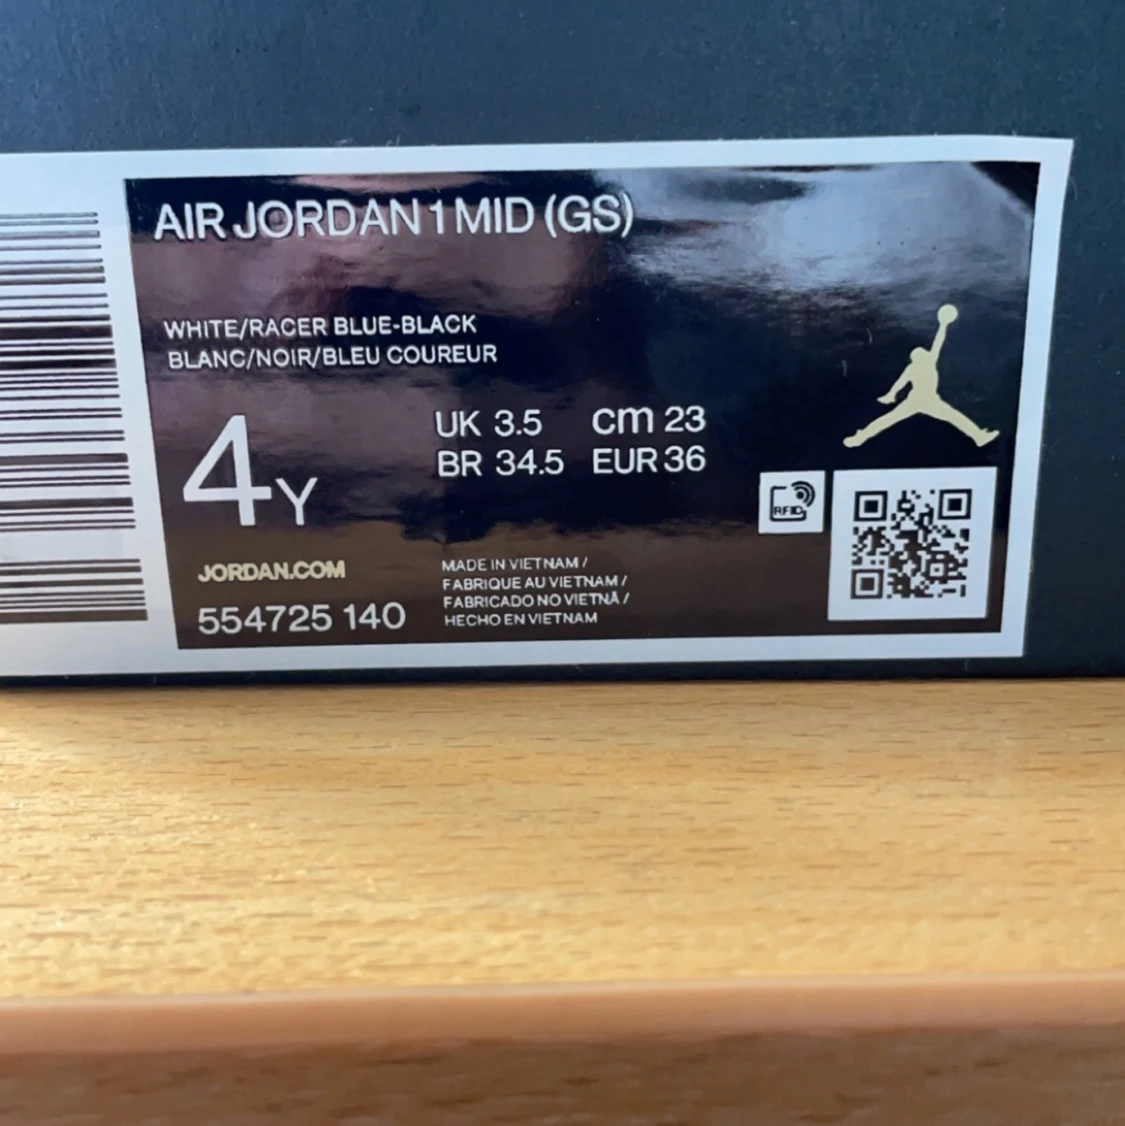 AIR JORDAN 1 MID (GS)
WHITE/RACER BLUE-BLACK
BLANC/NOIR/BLEU COUREUR
4Y
UK 3.5 cm 23
BR 34.5 EUR 36
RFID
JORDAN.COM
554725 140
MADE IN VIETNAM /
FABRIQUE AU VIETNAM /
FABRICADO NO VIETNÃ /
HECHO EN VIETNAM